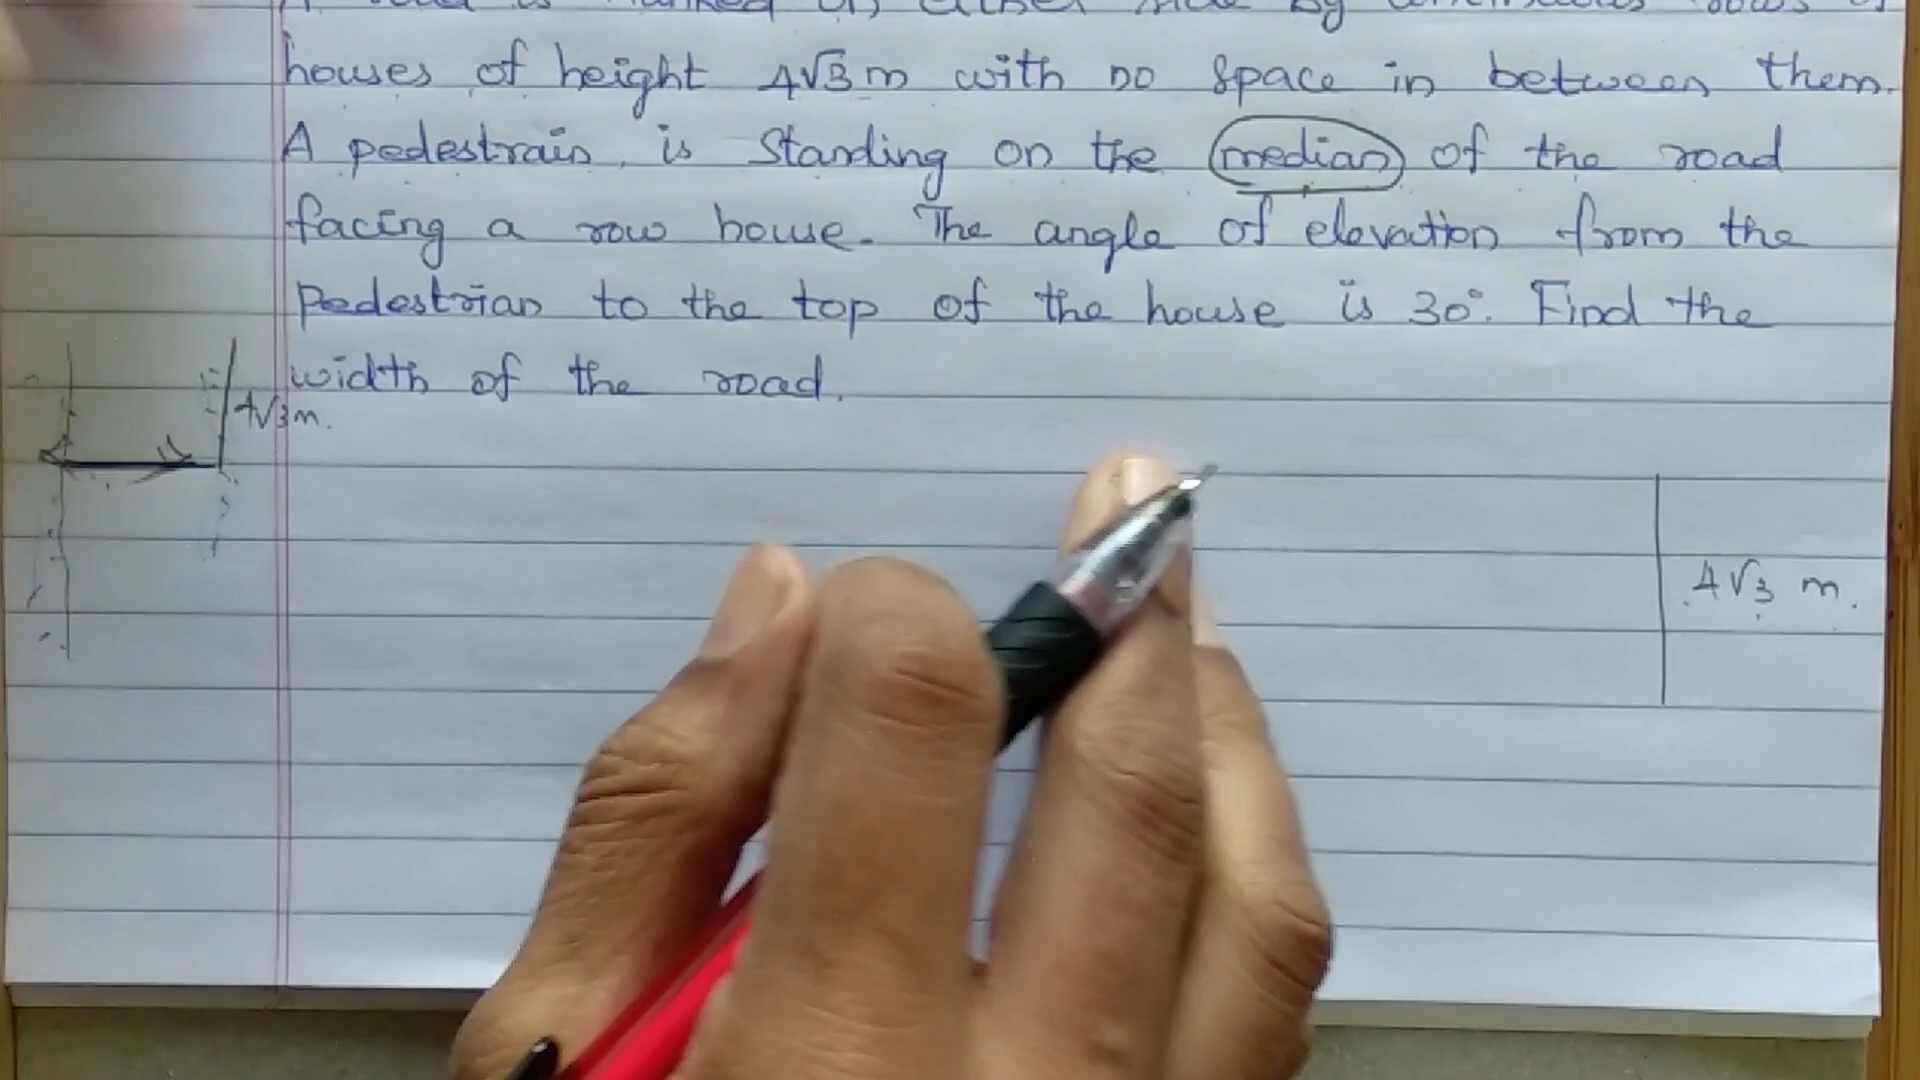 houses of height 4√3 m with no space in between them.
A pedestrain, is standing on the median of the road
facing a row house. The angle of elevation from the
Pedestrian to the top of the house is 30°. Find the
width of the road.
4√3m.
4√3 m.